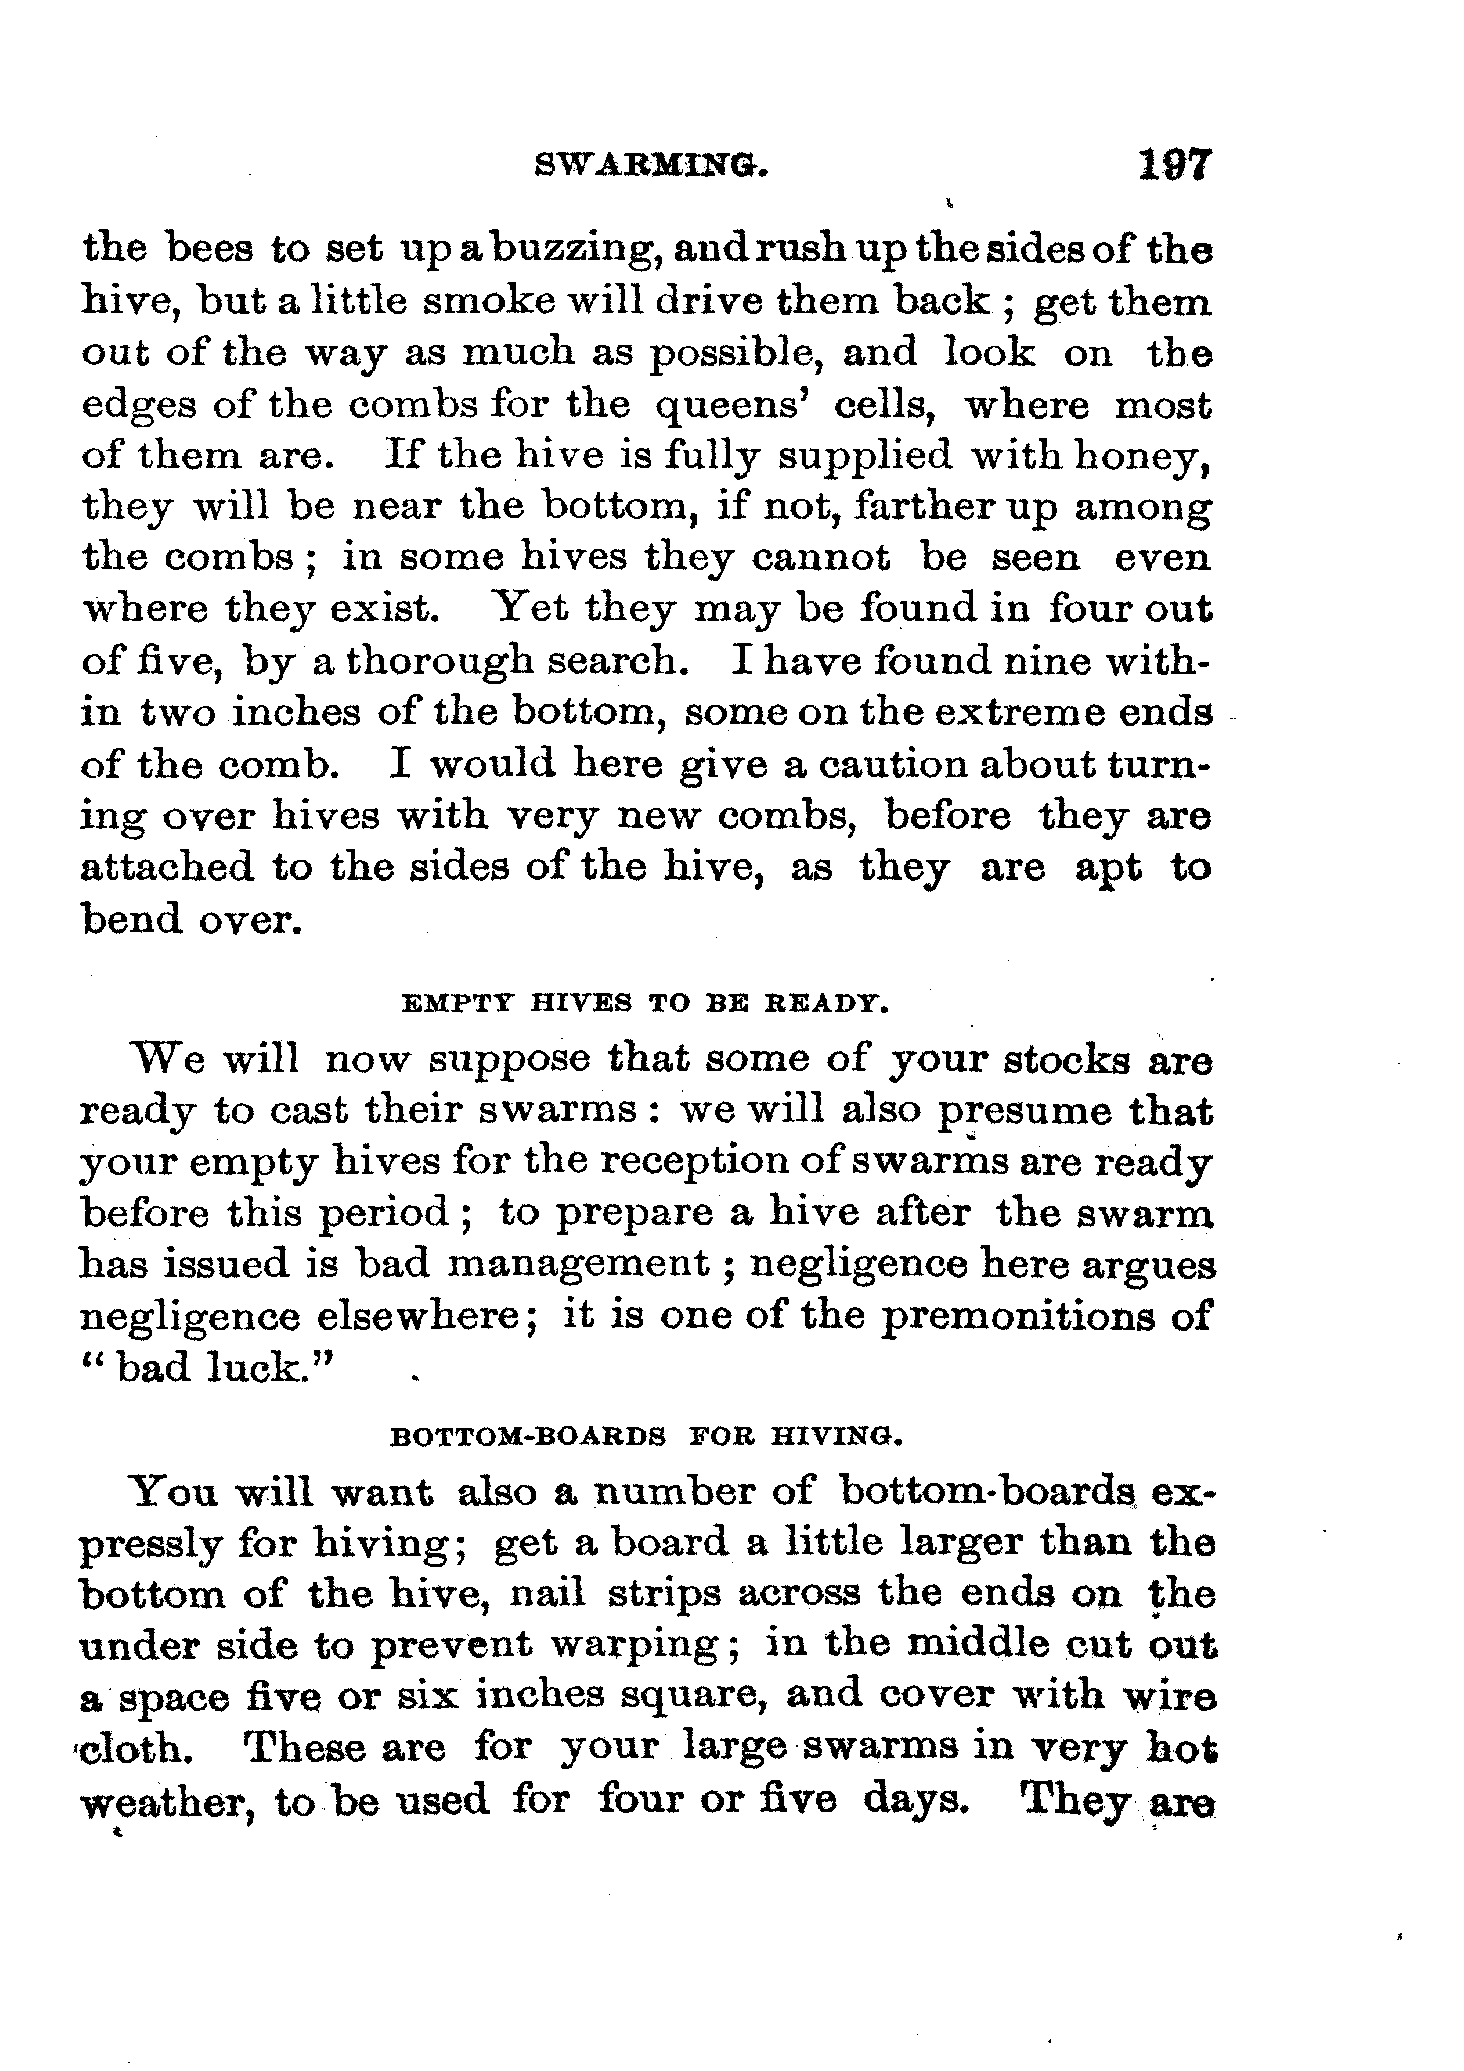 SWARMING. 197
the bees to set up a buzzing, and rush up the sides of the
hive, but a little smoke will drive them back ; get them
out of the way as much as possible, and look on the
edges of the combs for the queens' cells, where most
of them are. If the hive is fully supplied with honey,
they will be near the bottom, if not, farther up among
the combs ; in some hives they cannot be seen even
where they exist. Yet they may be found in four out
of five, by a thorough search. I have found nine with-
in two inches of the bottom, some on the extreme ends
of the comb. I would here give a caution about turn-
ing over hives with very new combs, before they are
attached to the sides of the hive, as they are apt to
bend over.
EMPTY HIVES TO BE READY.
We will now suppose that some of your stocks are
ready to cast their swarms : we will also presume that
your empty hives for the reception of swarms are ready
before this period ; to prepare a hive after the swarm
has issued is bad management ; negligence here argues
negligence elsewhere; it is one of the premonitions of
" bad luck."
BOTTOM-BOARDS FOR HIVING.
You will want also a number of bottom-boards ex-
pressly for hiving; get a board a little larger than the
bottom of the hive, nail strips across the ends on the
under side to prevent warping; in the middle cut out
a space five or six inches square, and cover with wire
cloth. These are for your large swarms in very hot
weather, to be used for four or five days. They are